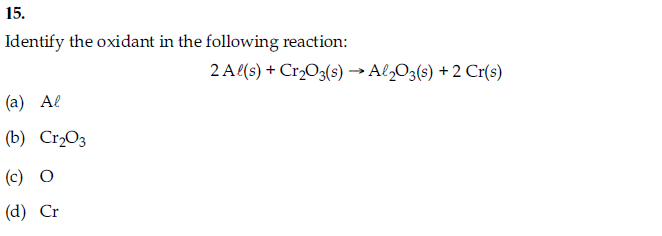 15.
Identify the oxidant in the following reaction:
2 Aℓ(s) + Cr₂O₃(s) → Aℓ₂O₃(s) + 2 Cr(s)
(a) Aℓ
(b) Cr₂O₃
(c) O
(d) Cr